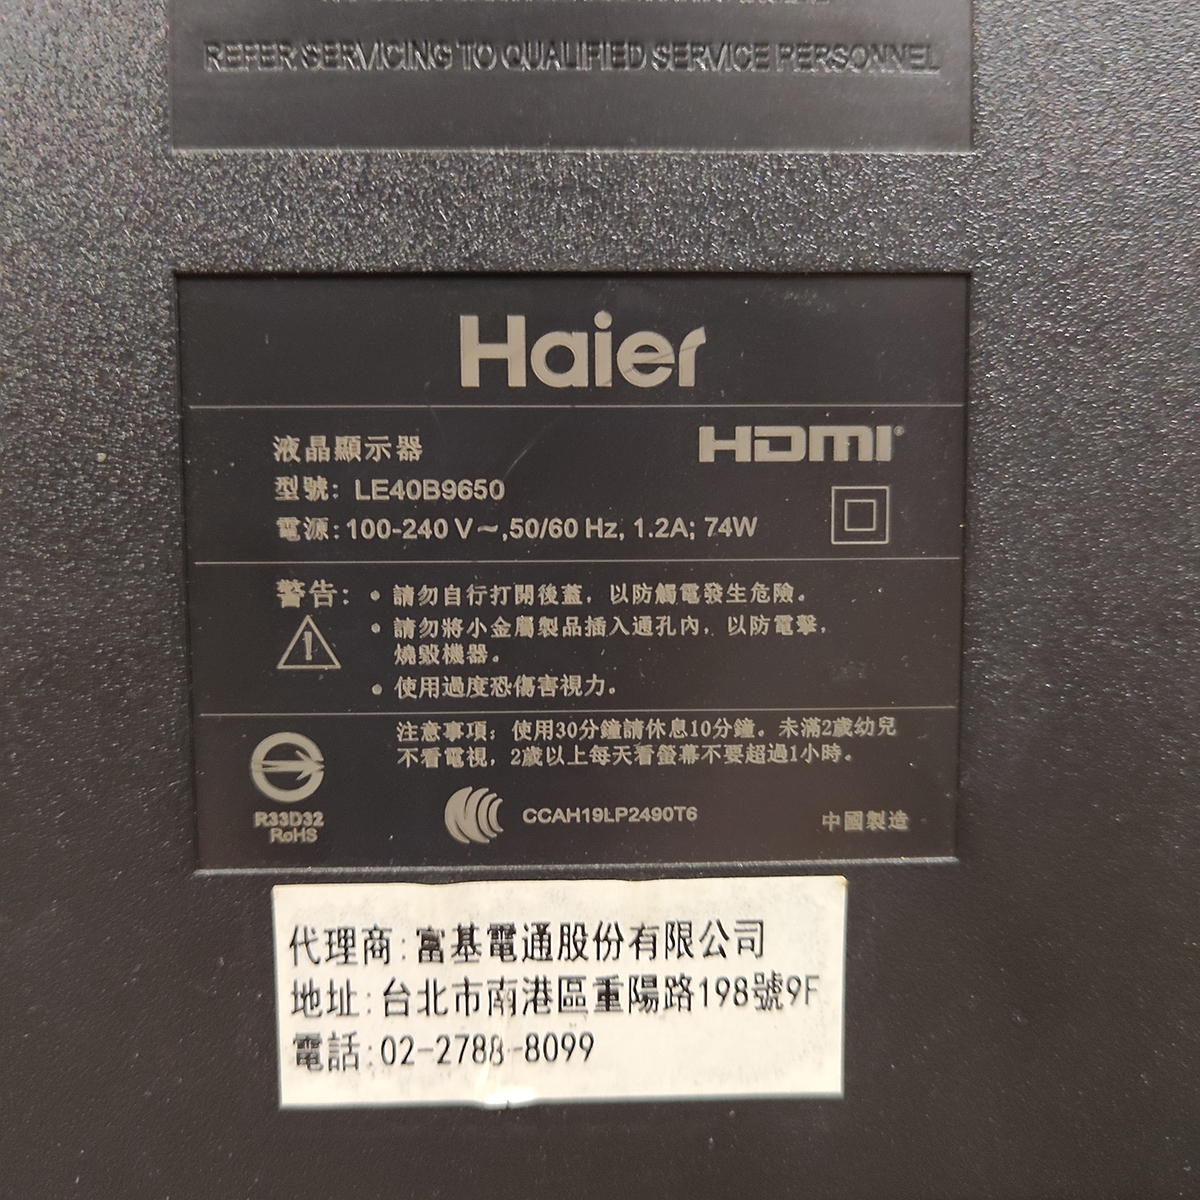 REFER SERVICING TO QUALIFIED SERVICE PERSONNEL
Haier
液晶顯示器
HDMI®
型號: LE40B9650
電源:100-240 V～,50/60 Hz, 1.2A; 74W
警告: • 請勿自行打開後蓋, 以防觸電發生危險。
! • 請勿將小金屬製品插入通孔內, 以防電擊,
燒毀機器。
• 使用過度恐傷害視力。
注意事項: 使用30分鐘請休息10分鐘。未滿2歲幼兒
不看電視, 2歲以上每天看螢幕不要超過1小時。
R33D32
RoHS
CCAH19LP2490T6
中國製造
代理商:富基電通股份有限公司
地址:台北市南港區重陽路198號9F
電話:02-2788-8099